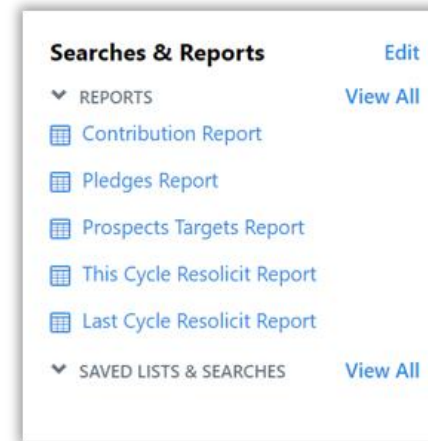 Searches & Reports Edit
REPORTS View All
Contribution Report
Pledges Report
Prospects Targets Report
This Cycle Resolicit Report
Last Cycle Resolicit Report
SAVED LISTS & SEARCHES View All